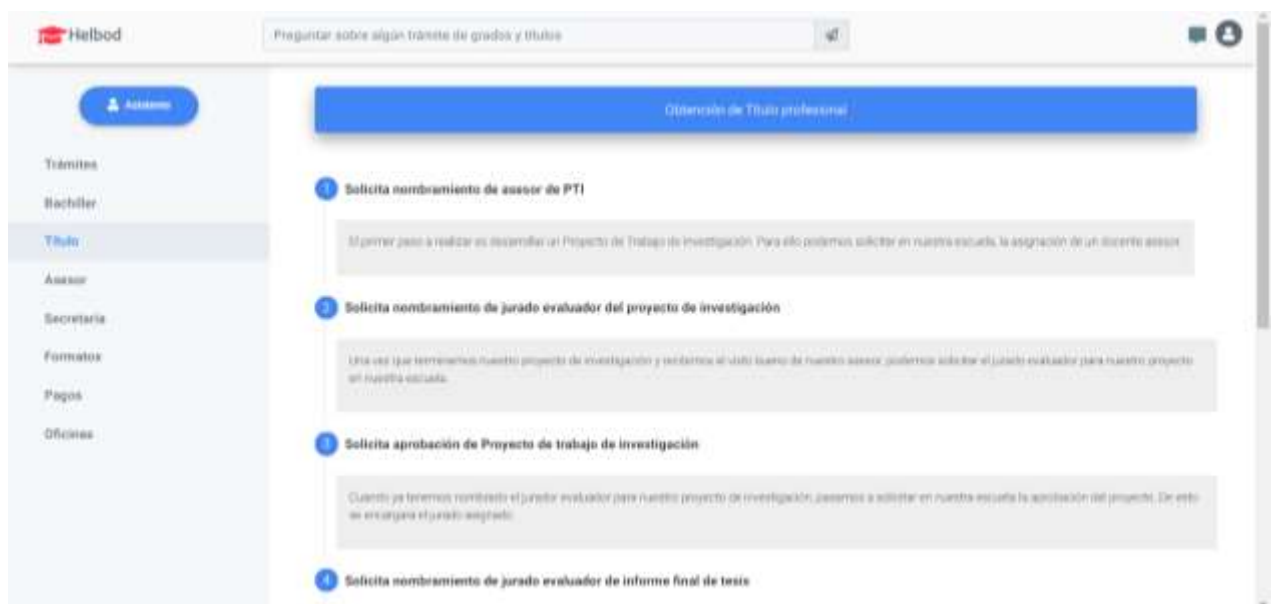 Helbod
Preguntar sobre algún trámite de grados y títulos
Asistente
Trámites
Bachiller
Título
Asesor
Secretaría
Formatos
Pagos
Oficinas
Obtención de Título profesional
1 Solicita nombramiento de asesor de PTI
El primer paso a realizar es desarrollar un Proyecto de Trabajo de Investigación. Para ello podemos solicitar en nuestra escuela, la asignación de un docente asesor.
2 Solicita nombramiento de jurado evaluador del proyecto de investigación
Una vez que terminemos nuestro proyecto de investigación y recibamos el visto bueno de nuestro asesor, podemos solicitar el jurado evaluador para nuestro proyecto
en nuestra escuela.
3 Solicita aprobación de Proyecto de trabajo de investigación
Cuando ya tenemos nombrado el jurador evaluador para nuestro proyecto de investigación, pasamos a solicitar en nuestra escuela la aprobación del proyecto. De esto
se encargara el jurado asignado.
4 Solicita nombramiento de jurado evaluador de informe final de tesis